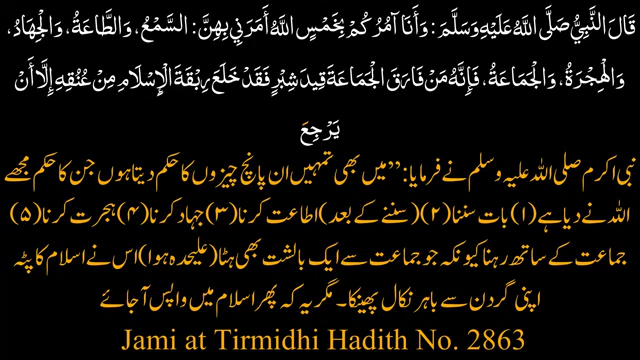 قَالَ النَّبِيُّ صَلَّى اللَّهُ عَلَيْهِ وَسَلَّمَ: وَأَنَا آمُرُكُمْ بِخَمْسٍ اللَّهُ أَمَرَنِي بِهِنَّ: السَّمْعُ، وَالطَّاعَةُ، وَالْجِهَادُ،
وَالْهِجْرَةُ، وَالْجَمَاعَةُ، فَإِنَّهُ مَنْ فَارَقَ الْجَمَاعَةَ قِيدَ شِبْرٍ فَقَدْ خَلَعَ رِبْقَةَ الْإِسْلَامِ مِنْ عُنُقِهِ إِلَّا أَنْ
يَرْجِعَ
نبی اکرم صلی اللہ علیہ وسلم نے فرمایا: ”میں بھی تمہیں ان پانچ چیزوں کا حکم دیتا ہوں جن کا حکم مجھے
اللہ نے دیا ہے (۱) بات سننا (۲) (سننے کے بعد) اطاعت کرنا (۳) جہاد کرنا (۴) ہجرت کرنا (۵)
جماعت کے ساتھ رہنا کیونکہ جو جماعت سے ایک بالشت بھی ہٹا (علیحدہ ہوا) اس نے اسلام کا پٹہ
اپنی گردن سے باہر نکال پھینکا۔ مگر یہ کہ پھر اسلام میں واپس آ جائے
Jami at Tirmidhi Hadith No. 2863